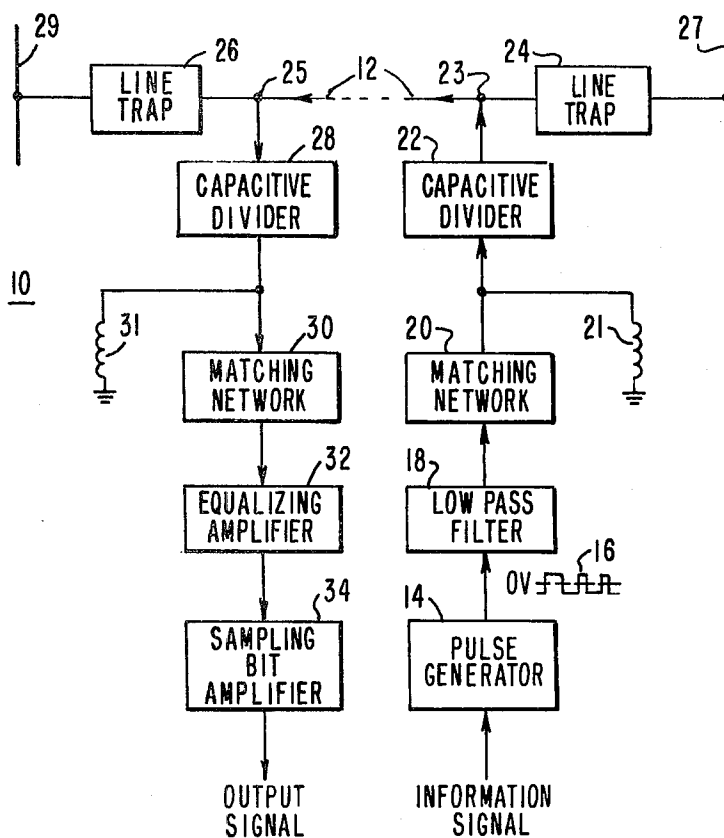 29
26
12
23
24
27
LINE
TRAP
25
LINE
TRAP
28
22
CAPACITIVE
DIVIDER
CAPACITIVE
DIVIDER
10
31
30
20
21
MATCHING
NETWORK
MATCHING
NETWORK
32
18
EQUALIZING
AMPLIFIER
LOW PASS
FILTER
16
0V
34
14
SAMPLING
BIT
AMPLIFIER
PULSE
GENERATOR
OUTPUT
SIGNAL
INFORMATION
SIGNAL